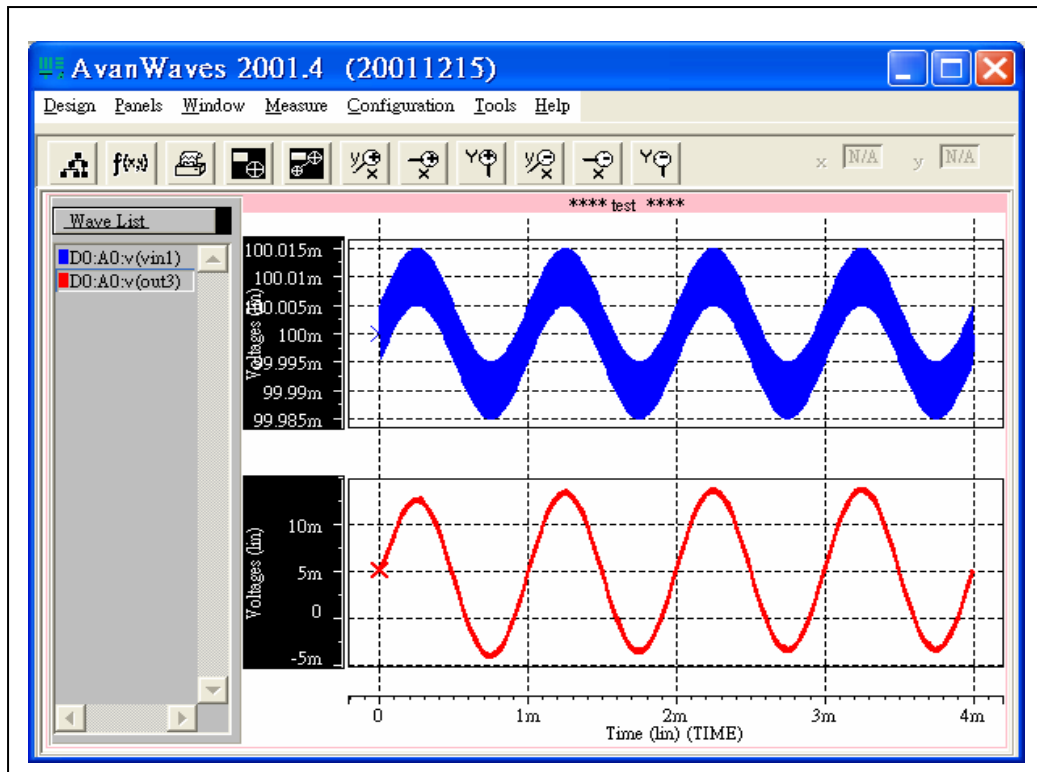 AvanWaves 2001.4 (20011215)
Design Panels Window Measure Configuration Tools Help
f(x,y) y x x Y y x x Y x N/A y N/A
Wave List
D0:A0:v(vin1)
D0:A0:v(out3)
**** test ****
Voltages (lin)
100.015m
100.01m
100.005m
100m
99.995m
99.99m
99.985m
Voltages (lin)
10m
5m
0
-5m
0 1m 2m 3m 4m
Time (lin) (TIME)